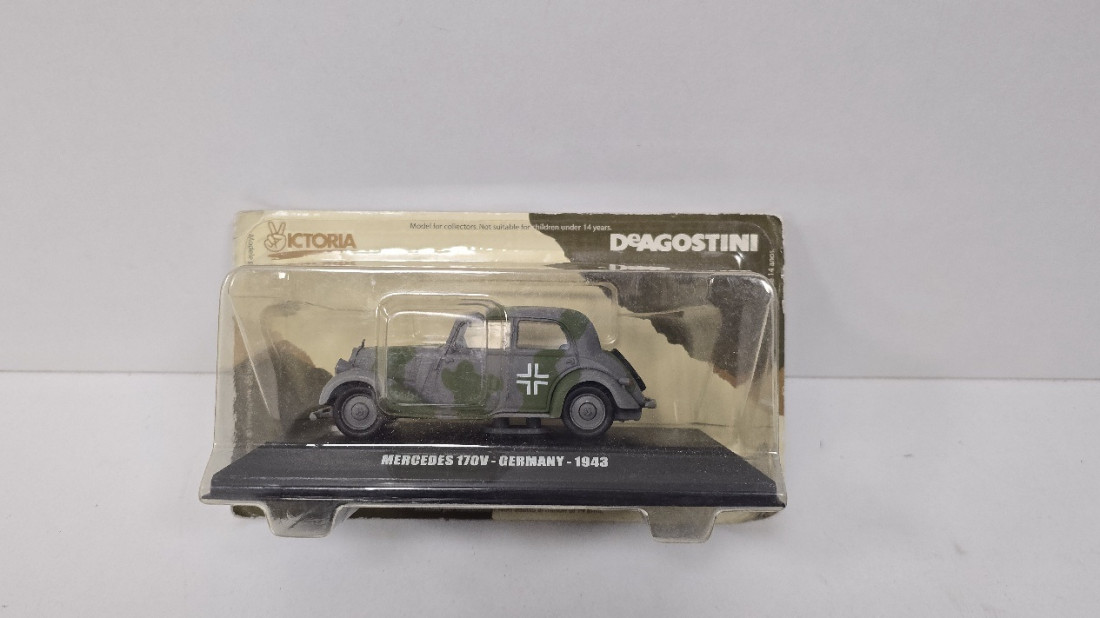 Model for collectors. Not suitable for children under 14 years.
VICTORIA
DeAGOSTINI
MERCEDES 170V - GERMANY - 1943